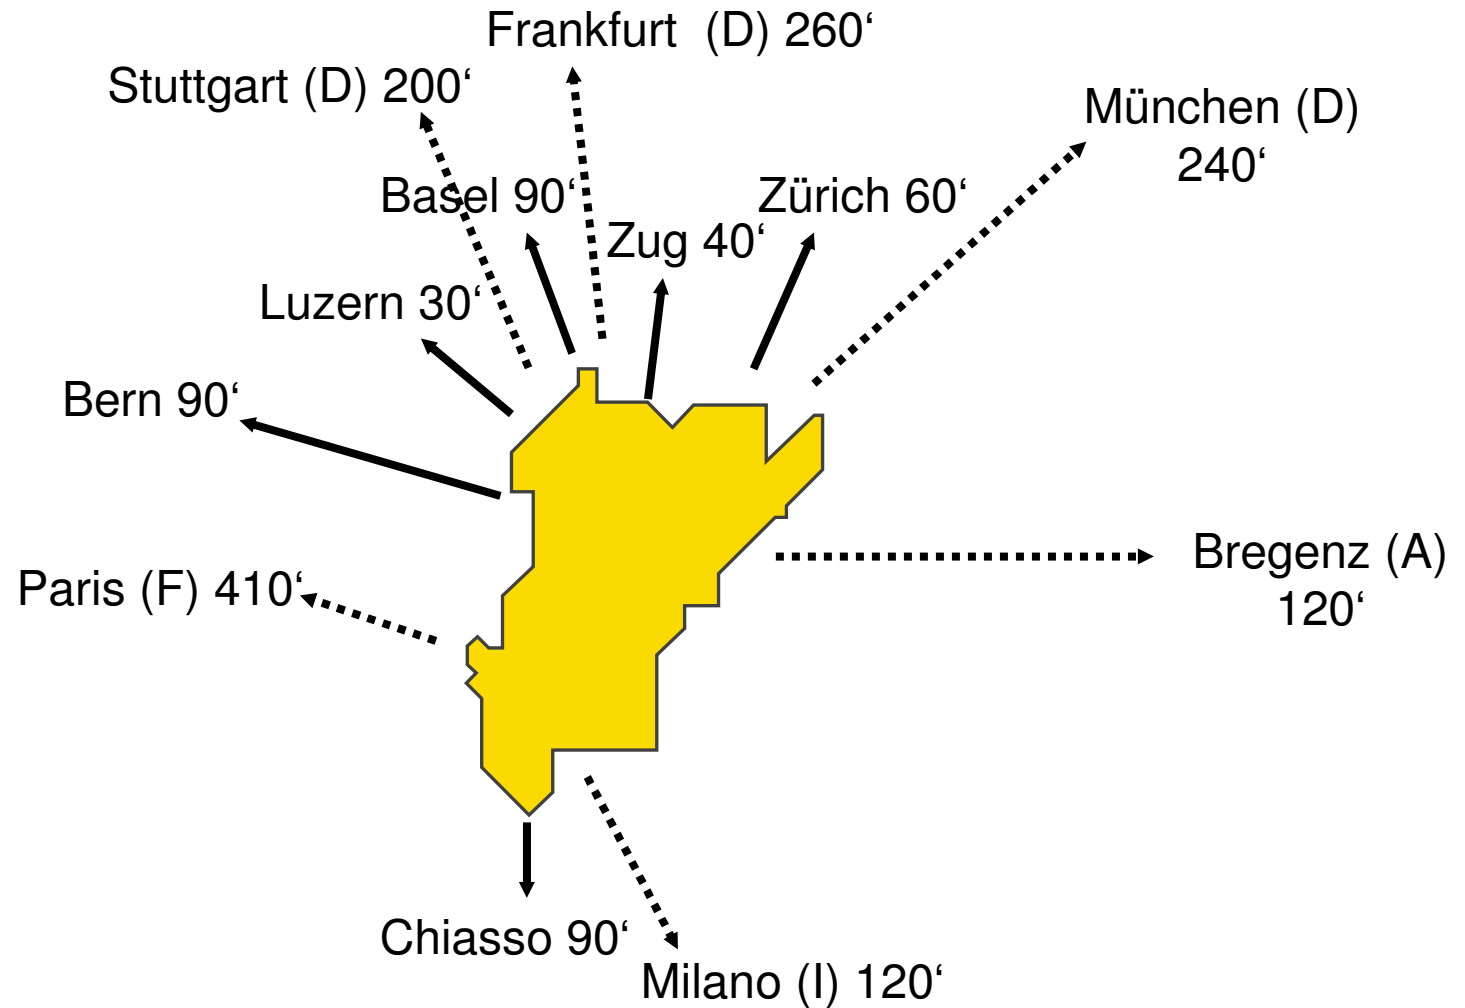 Frankfurt (D) 260‘
Stuttgart (D) 200‘
München (D)
240‘
Basel 90‘
Zürich 60‘
Zug 40‘
Luzern 30‘
Bern 90‘
Bregenz (A)
120‘
Paris (F) 410‘
Chiasso 90‘
Milano (I) 120‘